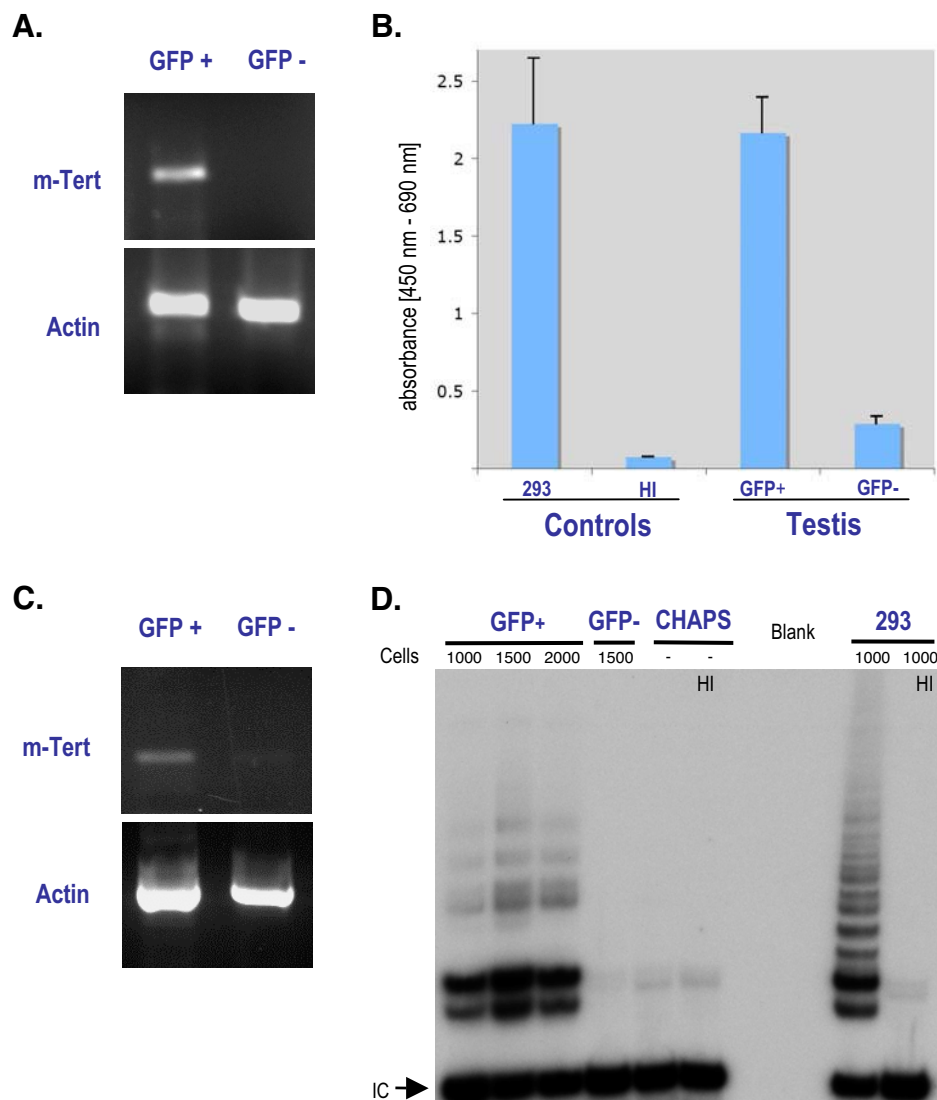 A.
GFP + GFP -
m-Tert
Actin
B.
absorbance [450 nm - 690 nm]
2.5
2
1.5
1
0.5
293 HI GFP+ GFP-
Controls Testis
C.
GFP + GFP -
m-Tert
Actin
D.
GFP+ GFP- CHAPS Blank 293
Cells 1000 1500 2000 1500 - - 1000 1000
HI HI
IC